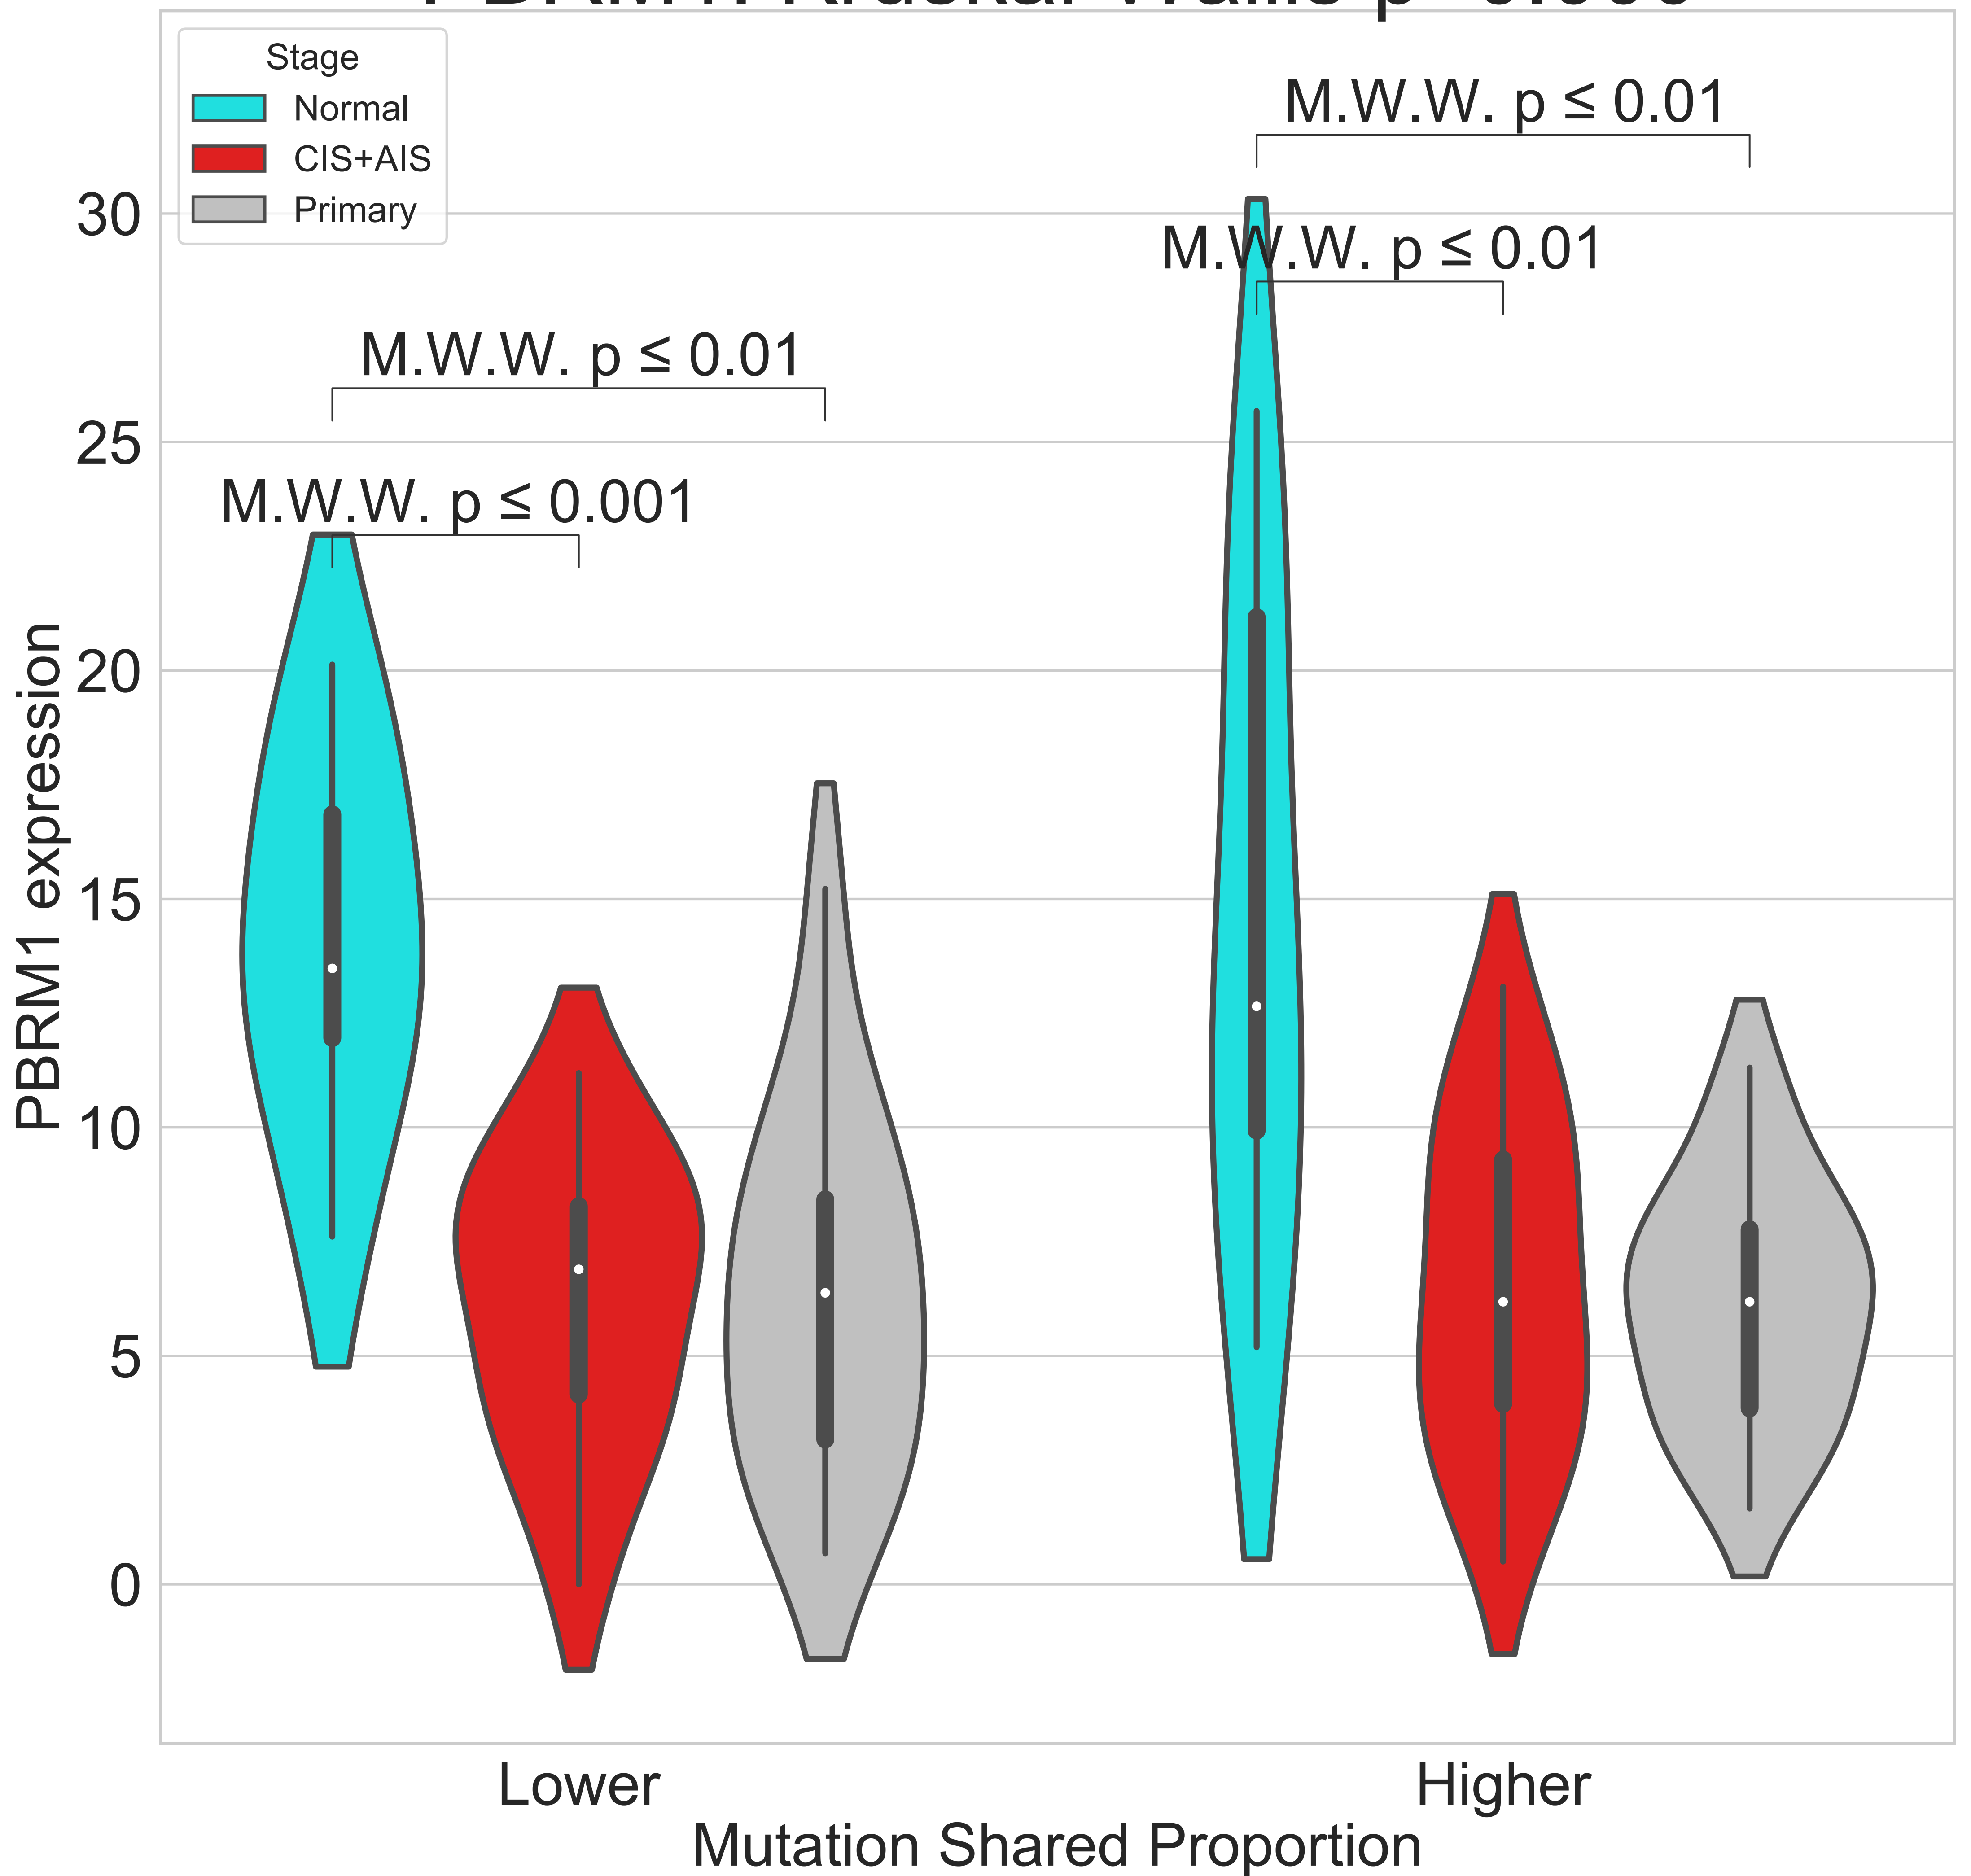 Stage
Normal
CIS+AIS
Primary
M.W.W. p ≤ 0.01
M.W.W. p ≤ 0.01
M.W.W. p ≤ 0.01
M.W.W. p ≤ 0.001
30
25
20
15
10
5
0
PBRM1 expression
Lower
Higher
Mutation Shared Proportion